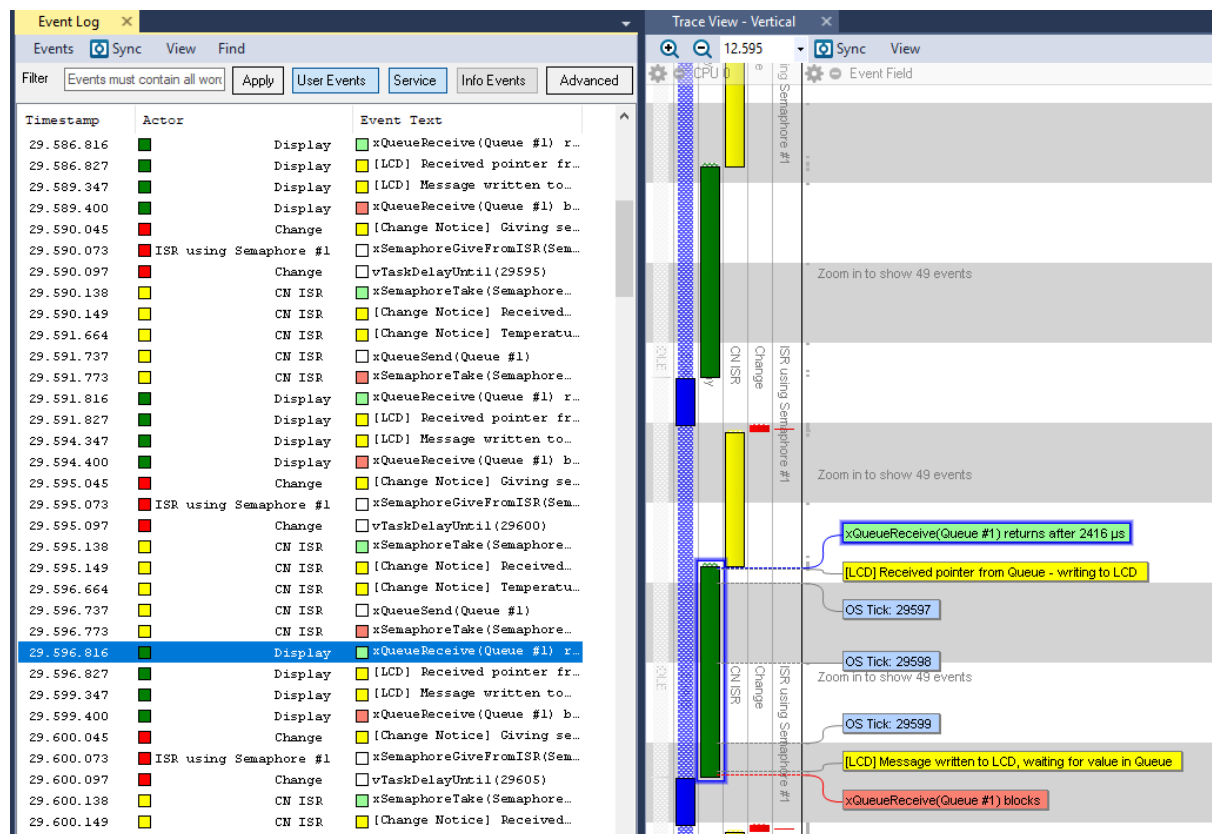 Event Log
Events Sync View Find
Filter Events must contain all word Apply User Events Service Info Events Advanced
Timestamp Actor Event Text
29.586.816 Display xQueueReceive(Queue #1) r…
29.586.827 Display [LCD] Received pointer fr…
29.589.347 Display [LCD] Message written to…
29.589.400 Display xQueueReceive(Queue #1) b…
29.590.045 Change [Change Notice] Giving se…
29.590.073 ISR using Semaphore #1 xSemaphoreGiveFromISR(Sem…
29.590.097 Change vTaskDelayUntil(29595)
29.590.138 CN ISR xSemaphoreTake(Semaphore…
29.590.149 CN ISR [Change Notice] Received…
29.591.664 CN ISR [Change Notice] Temperatu…
29.591.737 CN ISR xQueueSend(Queue #1)
29.591.773 CN ISR xSemaphoreTake(Semaphore…
29.591.816 Display xQueueReceive(Queue #1) r…
29.591.827 Display [LCD] Received pointer fr…
29.594.347 Display [LCD] Message written to…
29.594.400 Display xQueueReceive(Queue #1) b…
29.595.045 Change [Change Notice] Giving se…
29.595.073 ISR using Semaphore #1 xSemaphoreGiveFromISR(Sem…
29.595.097 Change vTaskDelayUntil(29600)
29.595.138 CN ISR xSemaphoreTake(Semaphore…
29.595.149 CN ISR [Change Notice] Received…
29.596.664 CN ISR [Change Notice] Temperatu…
29.596.737 CN ISR xQueueSend(Queue #1)
29.596.773 CN ISR xSemaphoreTake(Semaphore…
29.596.816 Display xQueueReceive(Queue #1) r…
29.596.827 Display [LCD] Received pointer fr…
29.599.347 Display [LCD] Message written to…
29.599.400 Display xQueueReceive(Queue #1) b…
29.600.045 Change [Change Notice] Giving se…
29.600.073 ISR using Semaphore #1 xSemaphoreGiveFromISR(Sem…
29.600.097 Change vTaskDelayUntil(29605)
29.600.138 CN ISR xSemaphoreTake(Semaphore…
29.600.149 CN ISR [Change Notice] Received…
Trace View - Vertical
12.595 Sync View
CPU 0 Event Field
ing Semaphore #1
Zoom in to show 49 events
IDLE
CN ISR
Change
ISR using Semaphore #1
Zoom in to show 49 events
xQueueReceive(Queue #1) returns after 2416 µs
[LCD] Received pointer from Queue - writing to LCD
OS Tick: 29597
OS Tick: 29598
Zoom in to show 49 events
IDLE
CN ISR
Change
ISR using Semaphore #1
OS Tick: 29599
[LCD] Message written to LCD, waiting for value in Queue
xQueueReceive(Queue #1) blocks